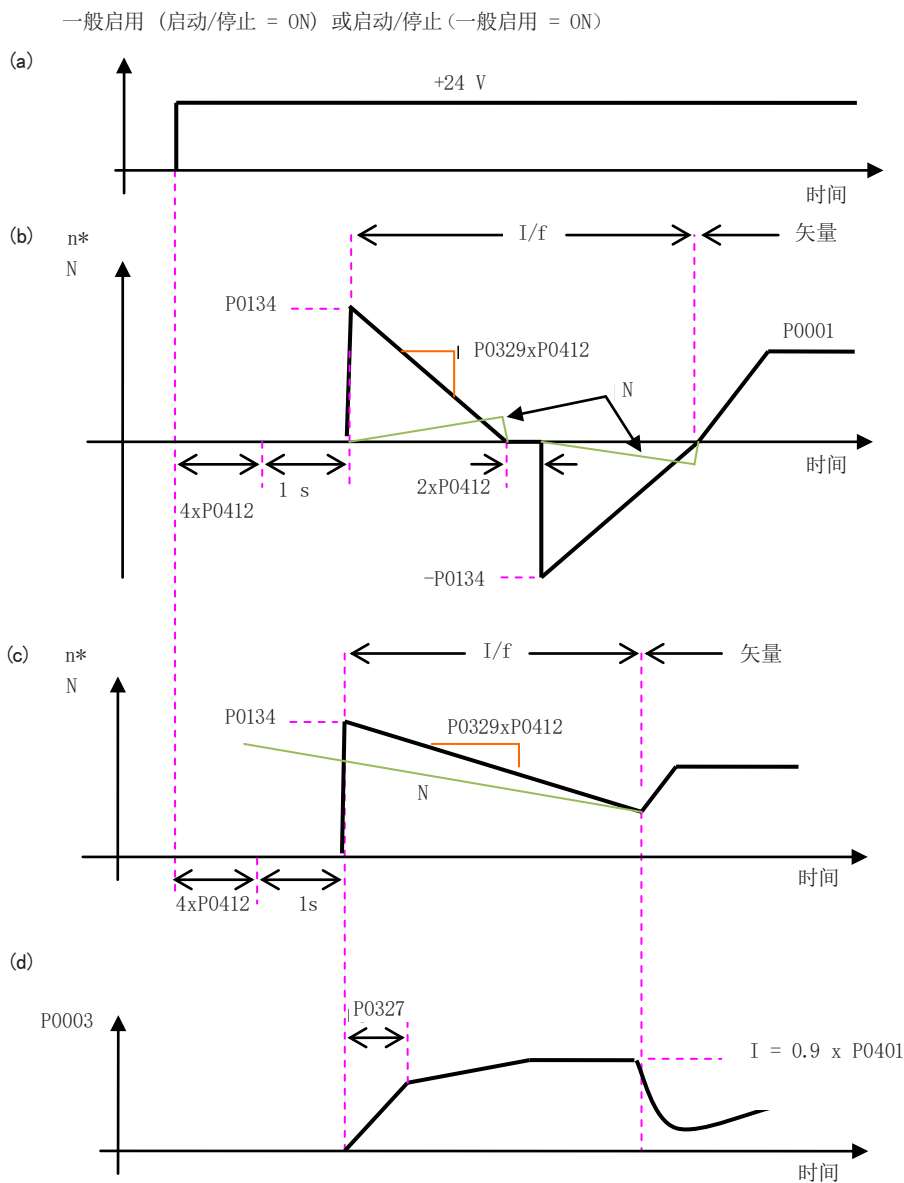 一般启用 (启动/停止 = ON) 或启动/停止(一般启用 = ON)
(a)
+24 V
时间
(b)
n*
N
I/f
矢量
P0134
P0329xP0412
P0001
N
时间
4xP0412
1 s
2xP0412
-P0134
(c)
n*
N
I/f
矢量
P0134
P0329xP0412
N
时间
4xP0412
1s
(d)
P0003
P0327
I = 0.9 x P0401
时间